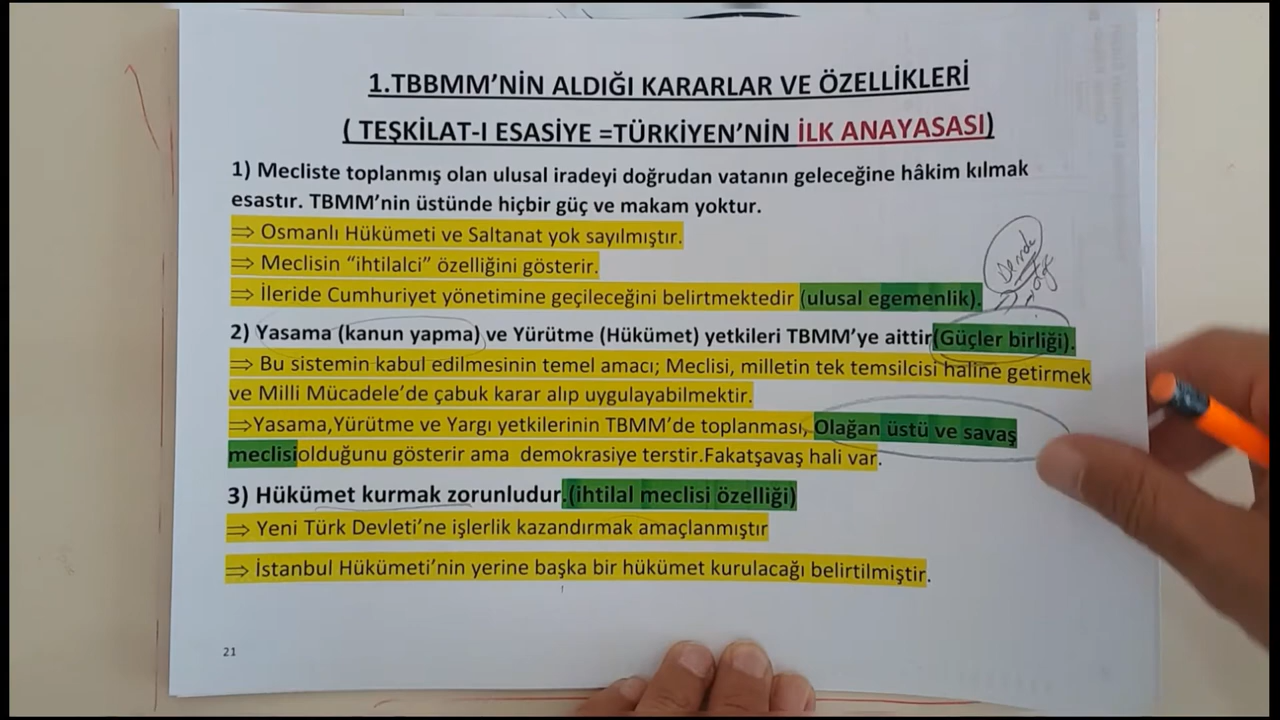 1.TBBMM’NİN ALDIĞI KARARLAR VE ÖZELLİKLERİ
( TEŞKİLAT-I ESASİYE =TÜRKİYEN’NİN İLK ANAYASASI)
1) Mecliste toplanmış olan ulusal iradeyi doğrudan vatanın geleceğine hâkim kılmak
esastır. TBMM’nin üstünde hiçbir güç ve makam yoktur.
⇒ Osmanlı Hükümeti ve Saltanat yok sayılmıştır.
⇒ Meclisin “ihtilalci” özelliğini gösterir.
⇒ İleride Cumhuriyet yönetimine geçileceğini belirtmektedir (ulusal egemenlik).
2) Yasama (kanun yapma) ve Yürütme (Hükümet) yetkileri TBMM’ye aittir(Güçler birliği).
⇒ Bu sistemin kabul edilmesinin temel amacı; Meclisi, milletin tek temsilcisi haline getirmek
ve Milli Mücadele’de çabuk karar alıp uygulayabilmektir.
⇒Yasama,Yürütme ve Yargı yetkilerinin TBMM’de toplanması, Olağan üstü ve savaş
meclisiolduğunu gösterir ama demokrasiye terstir.Fakatşavaş hali var.
3) Hükümet kurmak zorunludur.(ihtilal meclisi özelliği)
⇒ Yeni Türk Devleti’ne işlerlik kazandırmak amaçlanmıştır
⇒ İstanbul Hükümeti’nin yerine başka bir hükümet kurulacağı belirtilmiştir.
21